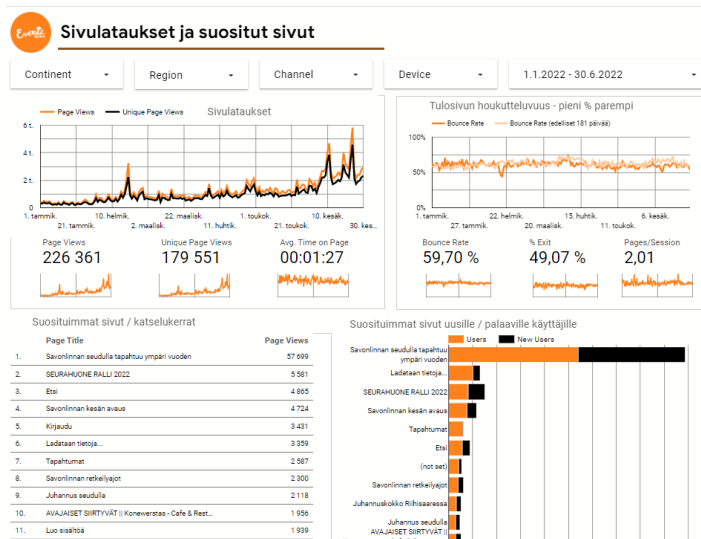 Events
Sivulataukset ja suositut sivut
Continent
Region
Channel
Device
1.1.2022 - 30.6.2022
Page Views
Unique Page Views
Sivulataukset
6 t.
4 t.
2 t.
0
1. tammik.
10. helmik.
22. maalisk.
1. toukok.
10. kesäk.
21. tammik.
2. maalisk.
11. huhtik.
21. toukok.
30. kes...
Page Views
226 361
Unique Page Views
179 551
Avg. Time on Page
00:01:27
Tulosivun houkutteluvuus - pieni % parempi
Bounce Rate
Bounce Rate (edelliset 181 päivää)
100%
50%
0%
1. tammik.
22. helmik.
15. huhtik.
6. kesäk.
27. tammik.
20. maalisk.
11. toukok.
Bounce Rate
59,70 %
% Exit
49,07 %
Pages/Session
2,01
Suosituimmat sivut / katselukerrat
Page Title Page Views
1. Savonlinnan seudulla tapahtuu ympäri vuoden 57 699
2. SEURAHUONE RALLI 2022 5 581
3. Etsi 4 865
4. Savonlinnan kesän avaus 4 724
5. Kirjaudu 3 431
6. Ladataan tietoja... 3 359
7. Tapahtumat 2 587
8. Savonlinnan retkeilyajot 2 300
9. Juhannus seudulla 2 118
10. AVAJAISET SIIRTYVÄT || Konewerstas - Cafe & Rest... 1 956
11. Luo sisältöä 1 939
Suosituimmat sivut uusille / palaaville käyttäjille
Users
New Users
Savonlinnan seudulla tapahtuu
ympäri vuoden
Ladataan tietoja...
SEURAHUONE RALLI 2022
Savonlinnan kesän avaus
Tapahtumat
Etsi
(not set)
Savonlinnan retkeilyajot
Juhannuskokko Riihisaaressa
Juhannus seudulla
AVAJAISET SIIRTYVÄT ||